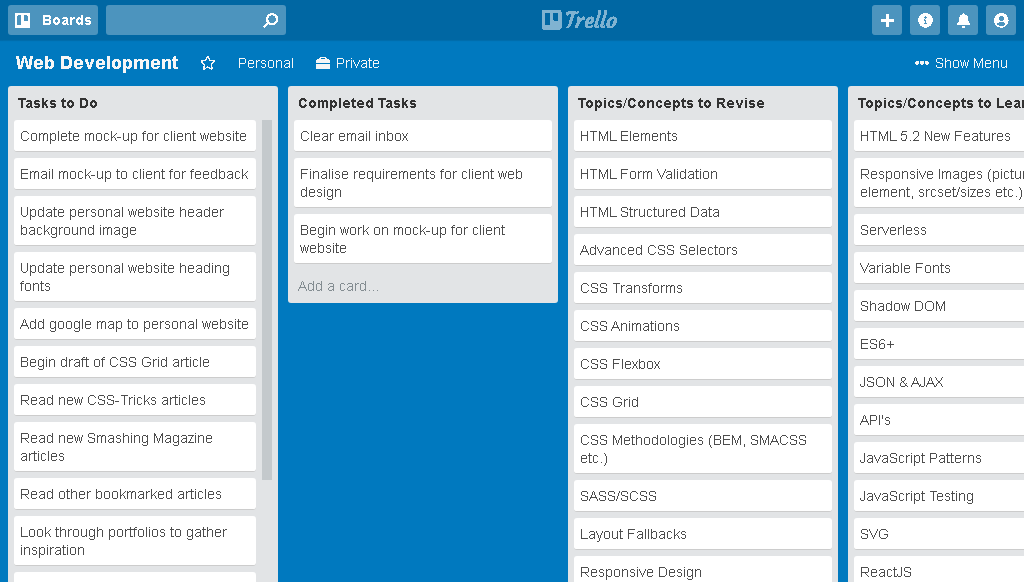 Boards
Trello
Web Development
Personal
Private
Show Menu
Tasks to Do
Complete mock-up for client website
Email mock-up to client for feedback
Update personal website header
background image
Update personal website heading
fonts
Add google map to personal website
Begin draft of CSS Grid article
Read new CSS-Tricks articles
Read new Smashing Magazine
articles
Read other bookmarked articles
Look through portfolios to gather
inspiration
Completed Tasks
Clear email inbox
Finalise requirements for client web
design
Begin work on mock-up for client
website
Add a card...
Topics/Concepts to Revise
HTML Elements
HTML Form Validation
HTML Structured Data
Advanced CSS Selectors
CSS Transforms
CSS Animations
CSS Flexbox
CSS Grid
CSS Methodologies (BEM, SMACSS
etc.)
SASS/SCSS
Layout Fallbacks
Responsive Design
Topics/Concepts to
HTML 5.2 New Features
Responsive Images
element, srcset/sizes etc.)
Serverless
Variable Fonts
Shadow DOM
ES6+
JSON & AJAX
API's
JavaScript Patterns
JavaScript Testing
SVG
ReactJS